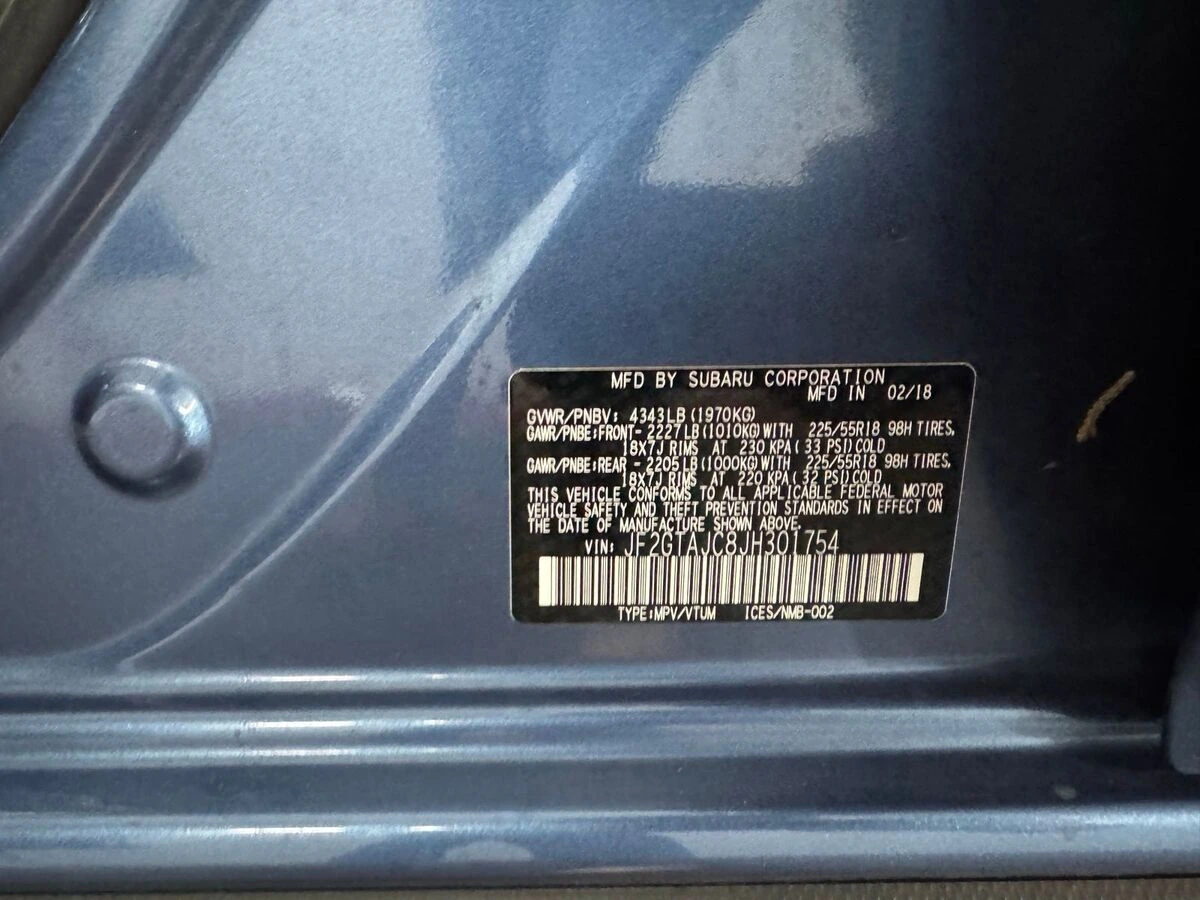 MFD BY SUBARU CORPORATION
MFD IN 02/18
GVWR/PNBV: 4343LB (1970KG)
GAWR/PNBE:FRONT- 2227 LB (1010KG) WITH 225/55R18 98H TIRES,
18X7J RIMS AT 230 KPA ( 33 PSI) COLD
GAWR/PNBE:REAR - 2205 LB (1000KG) WITH 225/55R18 98H TIRES,
18X7J RIMS AT 220 KPA ( 32 PSI) COLD
THIS VEHICLE CONFORMS TO ALL APPLICABLE FEDERAL MOTOR
VEHICLE SAFETY AND THEFT PREVENTION STANDARDS IN EFFECT ON
THE DATE OF MANUFACTURE SHOWN ABOVE.
VIN: JF2GTAJC8JH301754
TYPE:MPV/VTUM ICES/NMB-002